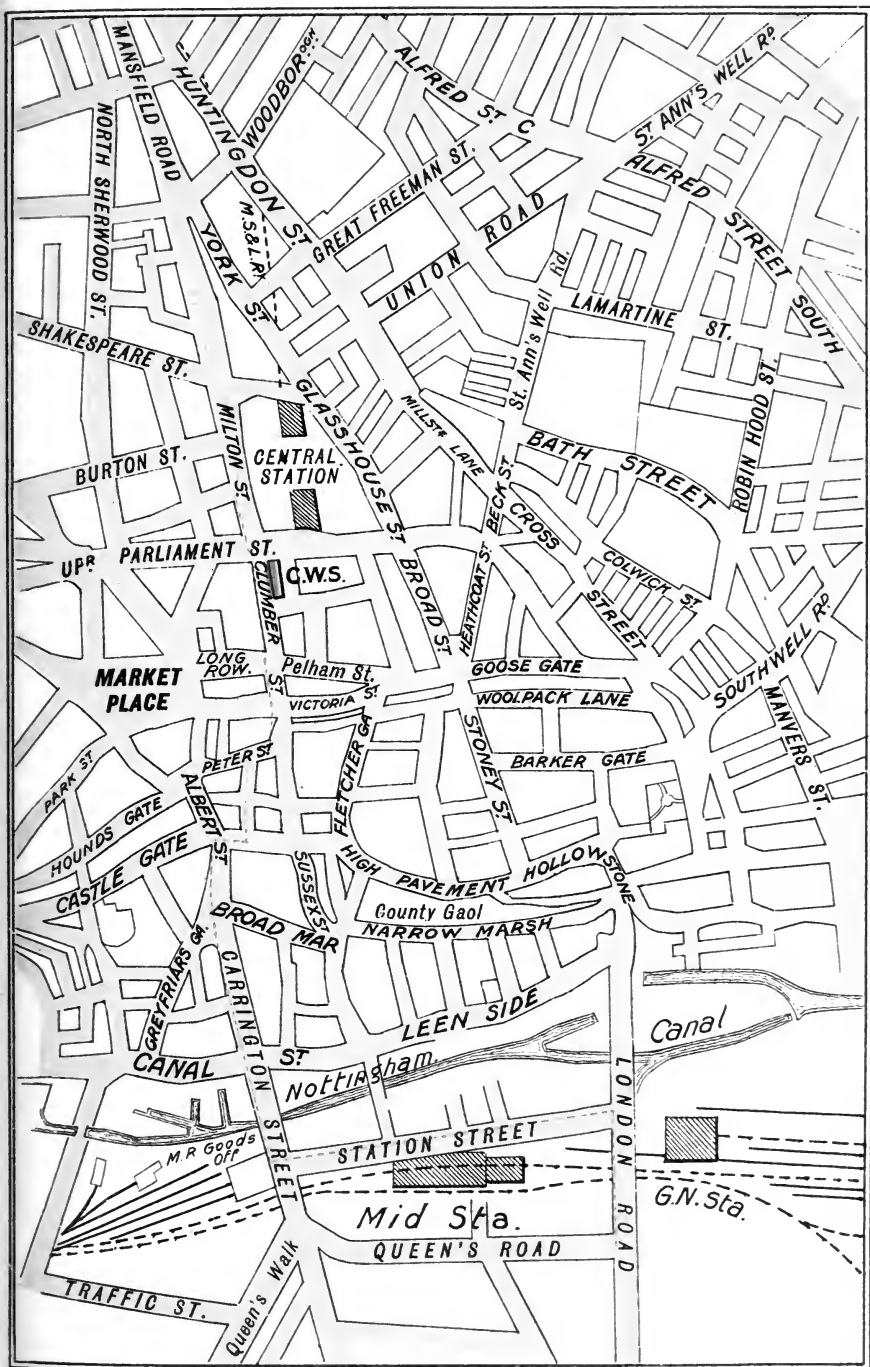 MANSFIELD ROAD
HUNTINGDON ST
WOODBOROGH
ALFRED ST C
ST ANN'S WELL RD
NORTH SHERWOOD ST.
YORK ST
M.S.&L.RY.
GREAT FREEMAN ST.
UNION ROAD
ALFRED STREET SOUTH
St. Ann's Well Rd.
LAMARTINE ST.
SHAKESPEARE ST.
MILTON ST.
GLASSHOUSE ST
ROBIN HOOD ST.
BURTON ST.
CENTRAL
STATION
BATH STREET
BECK ST
CROSS STREET
UPR PARLIAMENT ST.
C.W.S.
CLUMBER ST
BROAD ST
HEATHCOAT ST
COLWICK ST.
MARKET
PLACE
LONG
ROW.
Pelham St.
VICTORIA ST
GOOSE GATE
WOOLPACK LANE
SOUTHWELL RD
MANVERS ST.
PARK ST
PETER ST
FLETCHER GA
STONEY ST
BARKER GATE
HOUNDS GATE
ALBERT ST
CASTLE GATE
SUSSEX ST
HIGH PAVEMENT
HOLLOWSTONE
BROAD MAR
County Gaol
NARROW MARSH
GREYFRIARS GA.
CARRINGTON STREET
LEEN SIDE
CANAL ST
Nottingham.
Canal
M.R Goods
Off
STATION STREET
LONDON ROAD
Mid Sta.
G.N. Sta.
QUEEN'S ROAD
TRAFFIC ST.
Queen's Walk